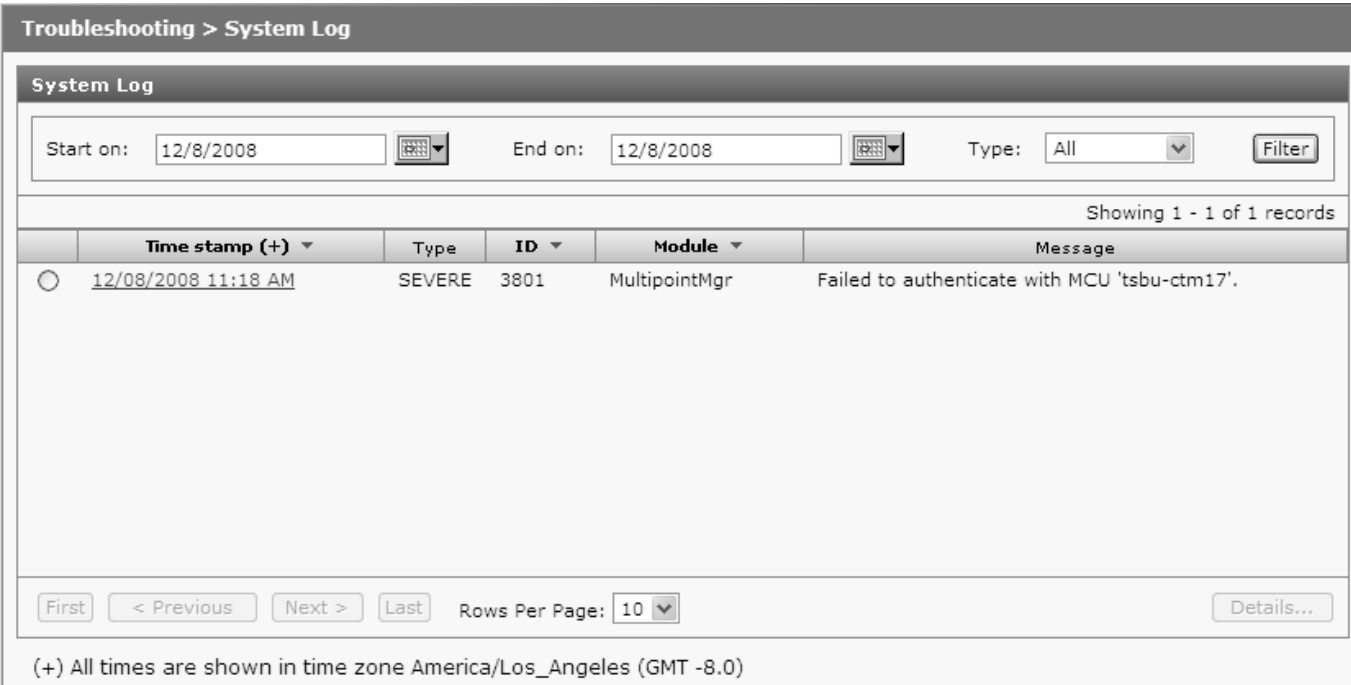 Troubleshooting > System Log
System Log
Start on: 12/8/2008 End on: 12/8/2008 Type: All Filter
Showing 1 - 1 of 1 records
Time stamp (+) Type ID Module Message
12/08/2008 11:18 AM SEVERE 3801 MultipointMgr Failed to authenticate with MCU 'tsbu-ctm17'.
First < Previous Next > Last Rows Per Page: 10 Details...
(+) All times are shown in time zone America/Los_Angeles (GMT -8.0)